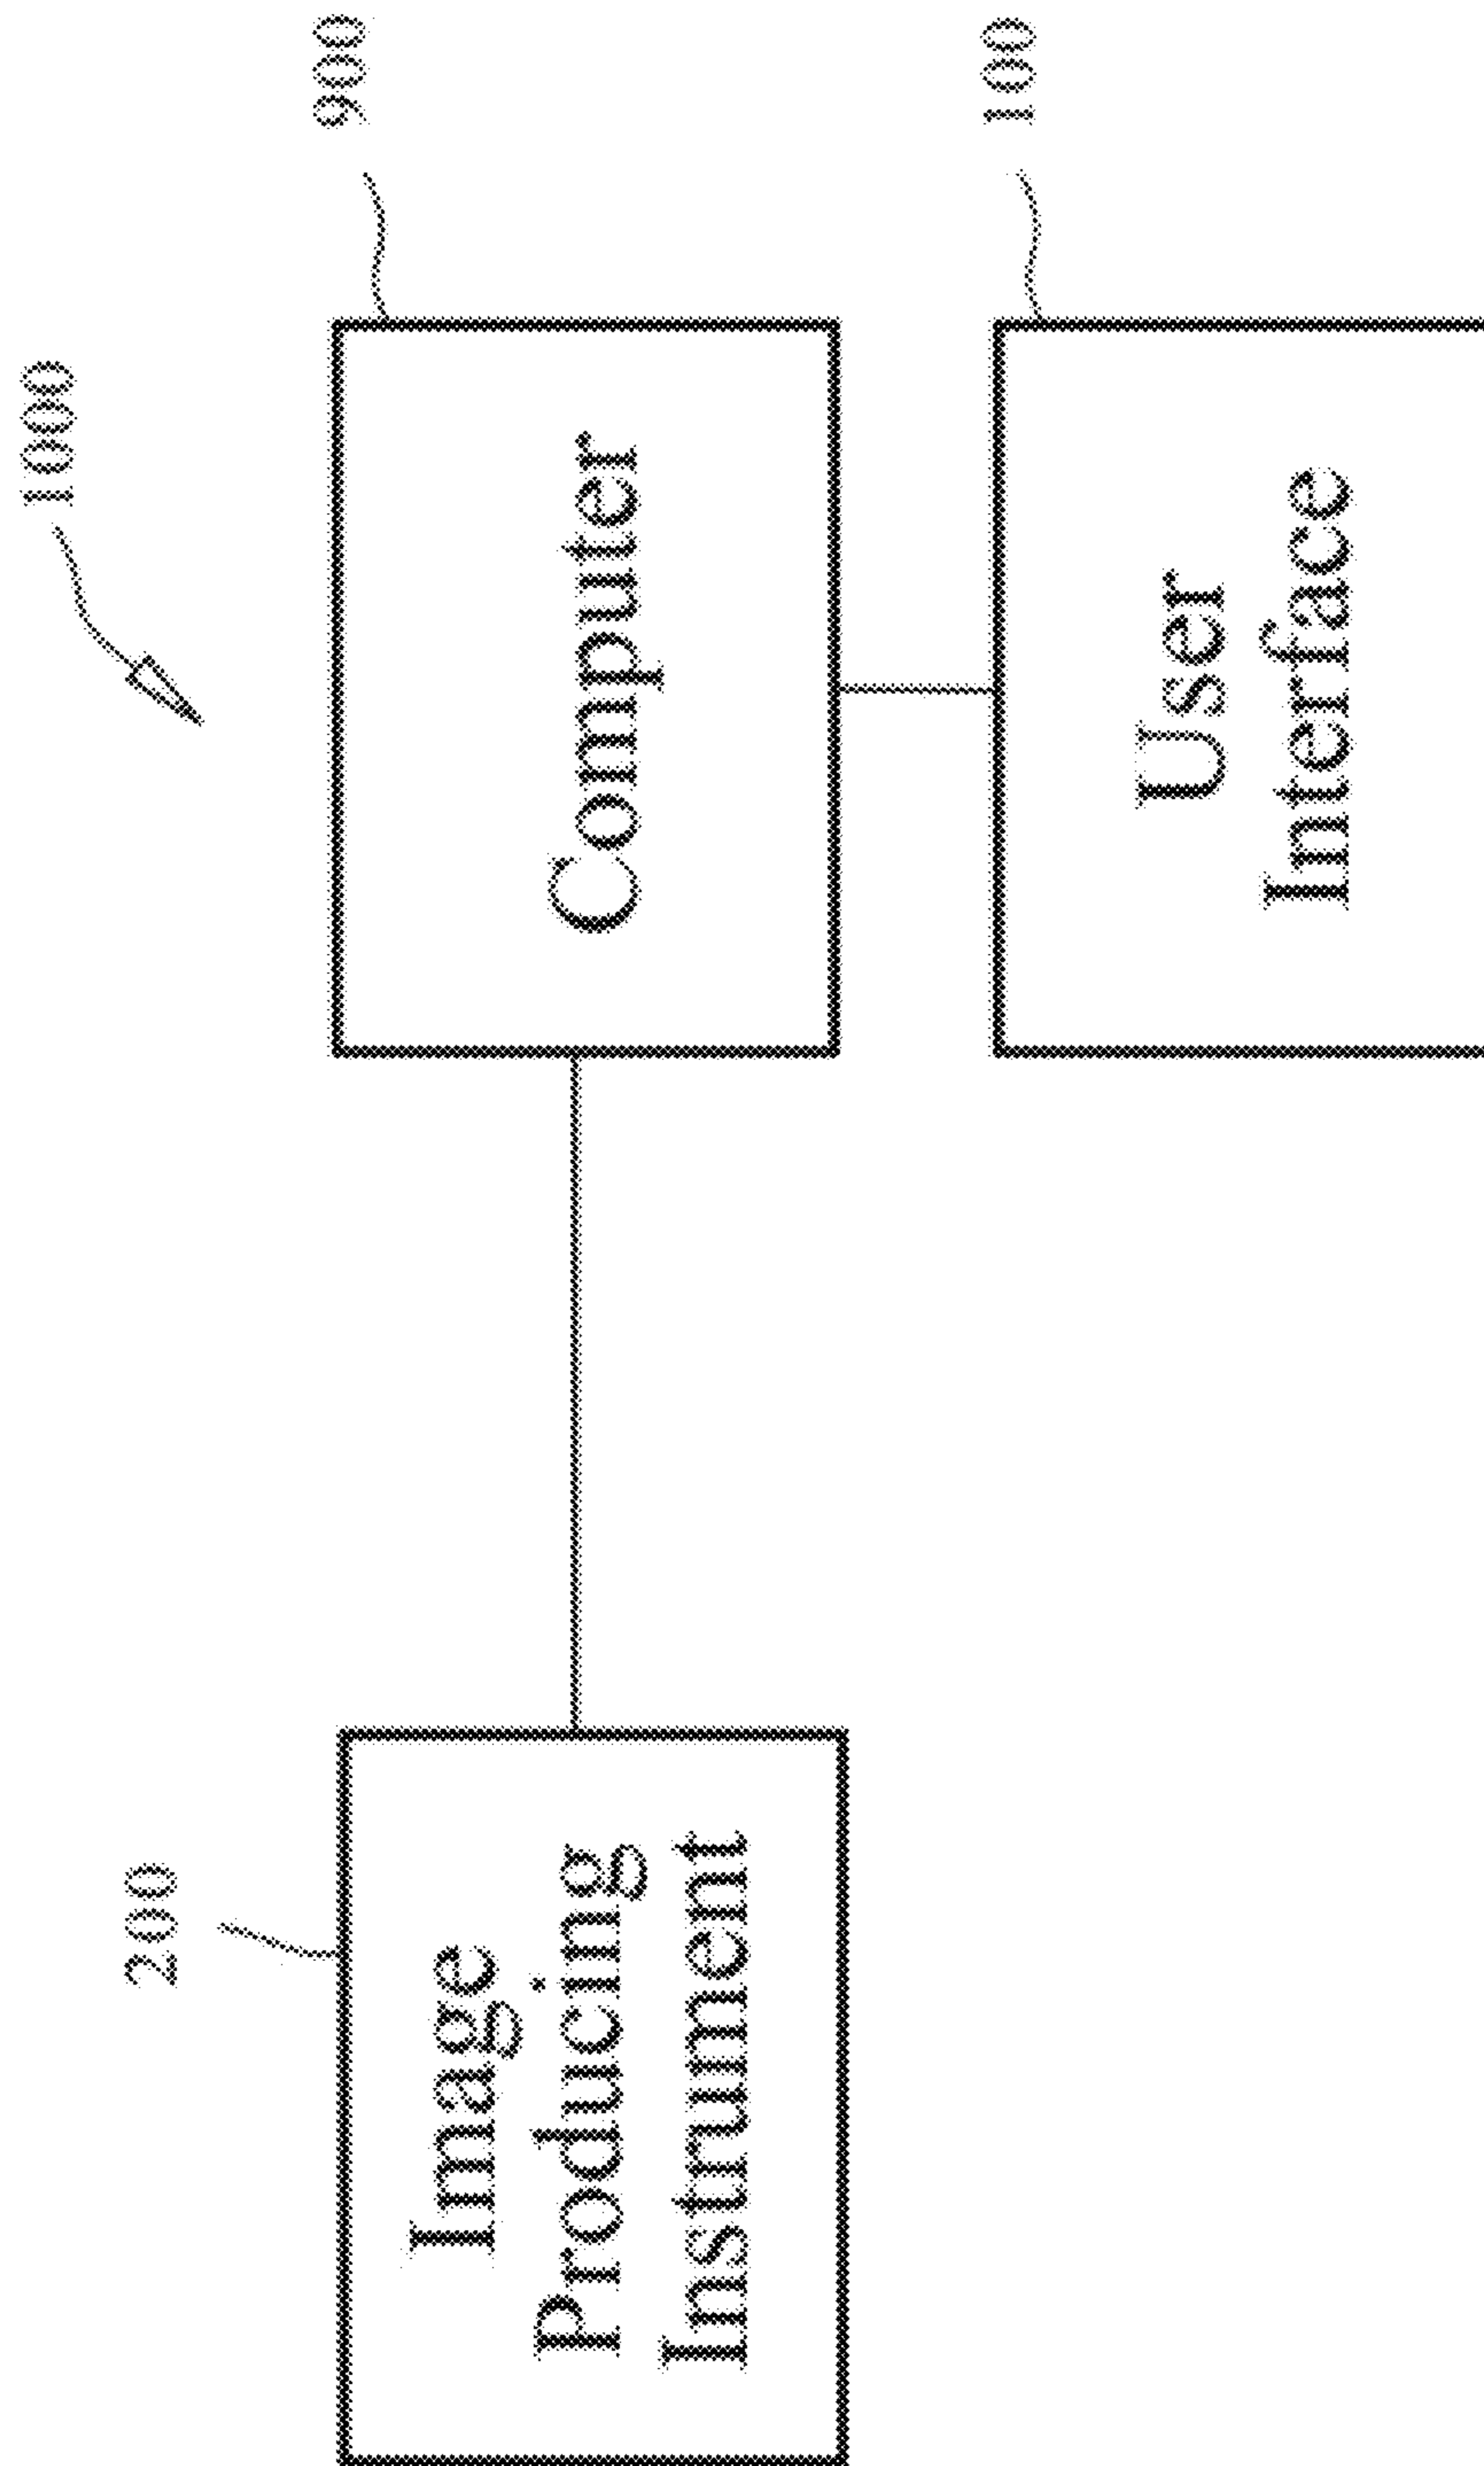 1000
200
Image
Producing
Instrument
Computer
900
User
Interface
100